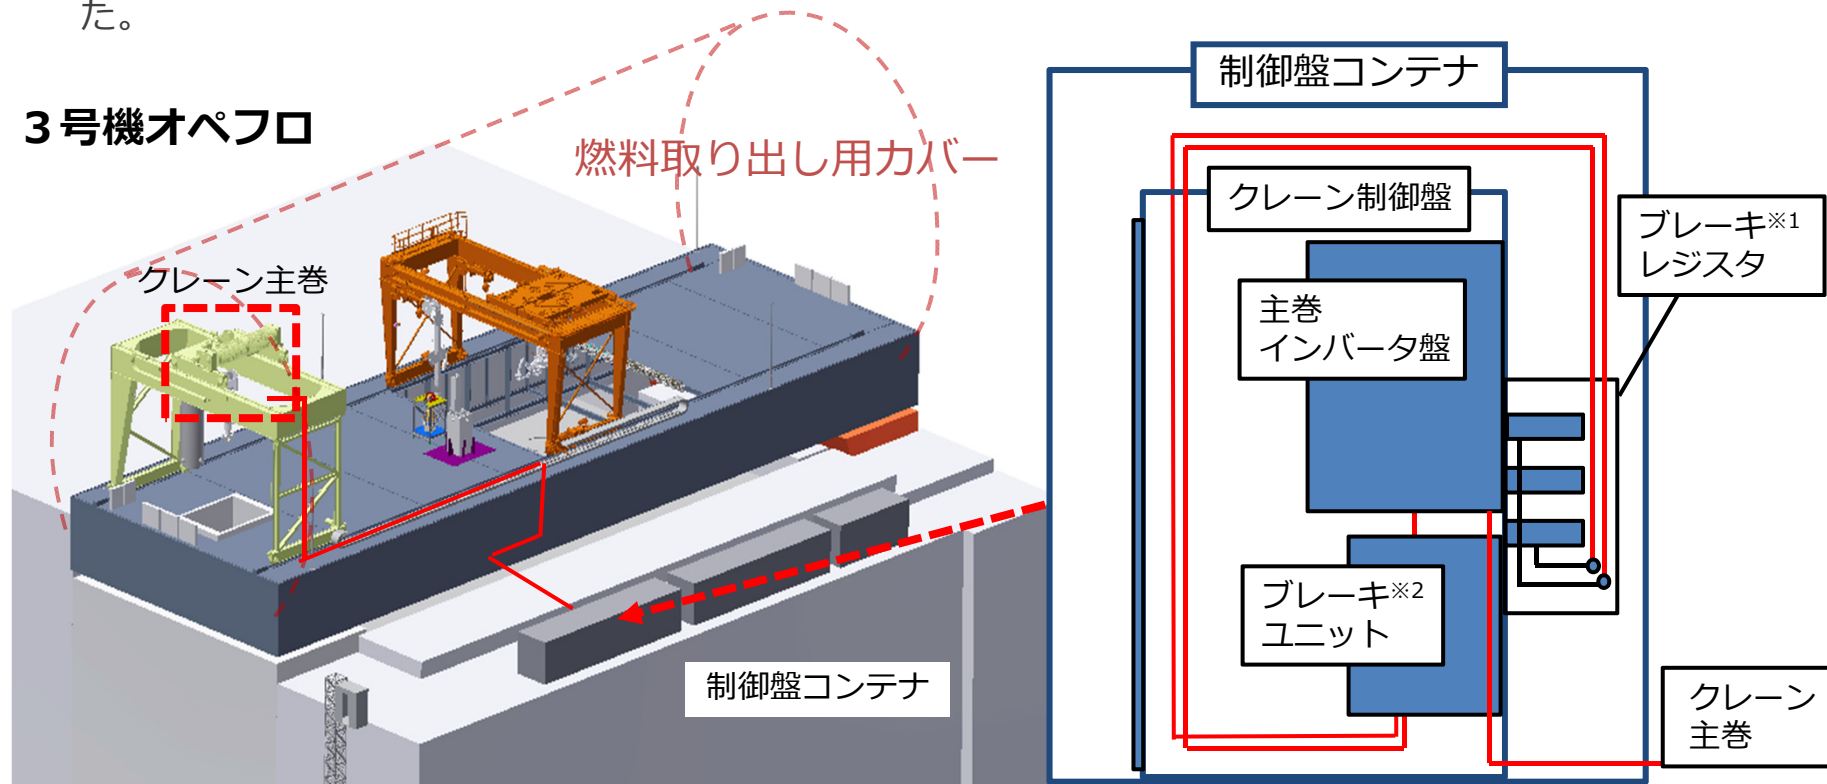 た。
３号機オペフロ
燃料取り出し用カバー
クレーン主巻
制御盤コンテナ
制御盤コンテナ
クレーン制御盤
ブレーキ※1
レジスタ
主巻
インバータ盤
ブレーキ※2
ユニット
クレーン
主巻